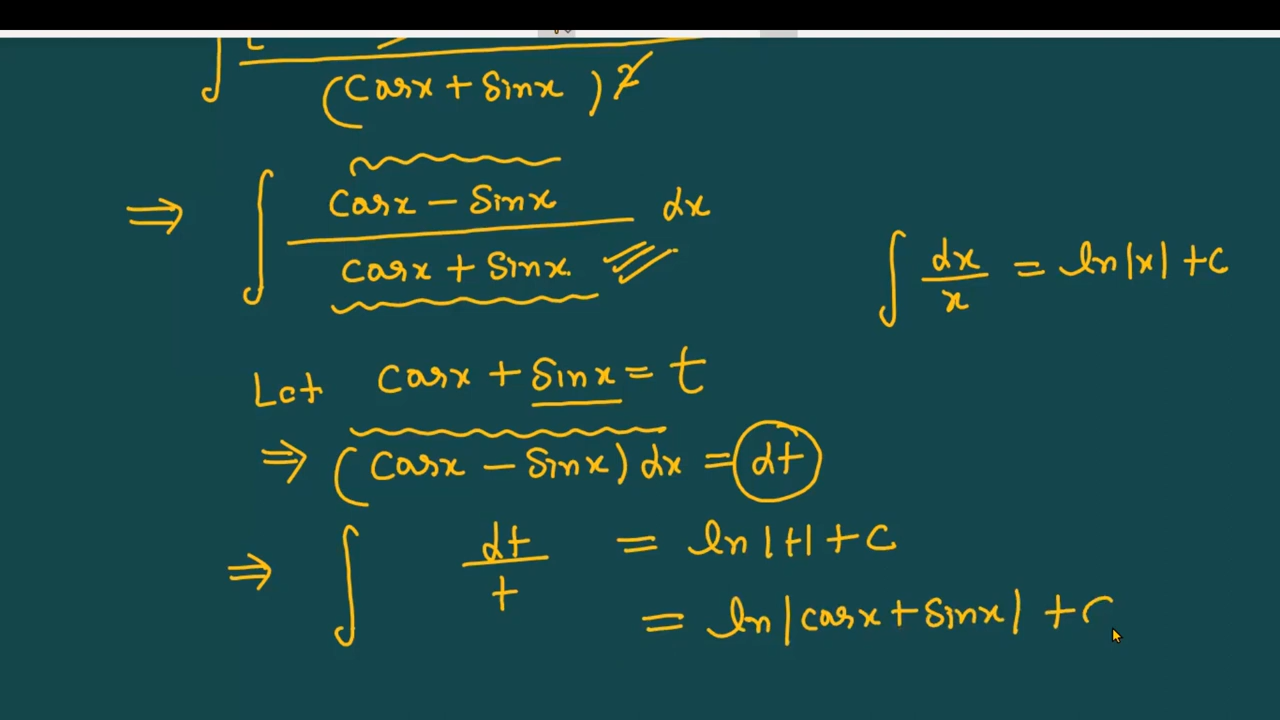 ∫ (cosx + sinx)²
⇒ ∫ (cosx − sinx)/(cosx + sinx) dx
∫ dx/x = ln|x| + c
Let cosx + sinx = t
⇒ (cosx − sinx) dx = dt
⇒ ∫ dt/t = ln|t| + c
= ln|cosx + sinx| + c